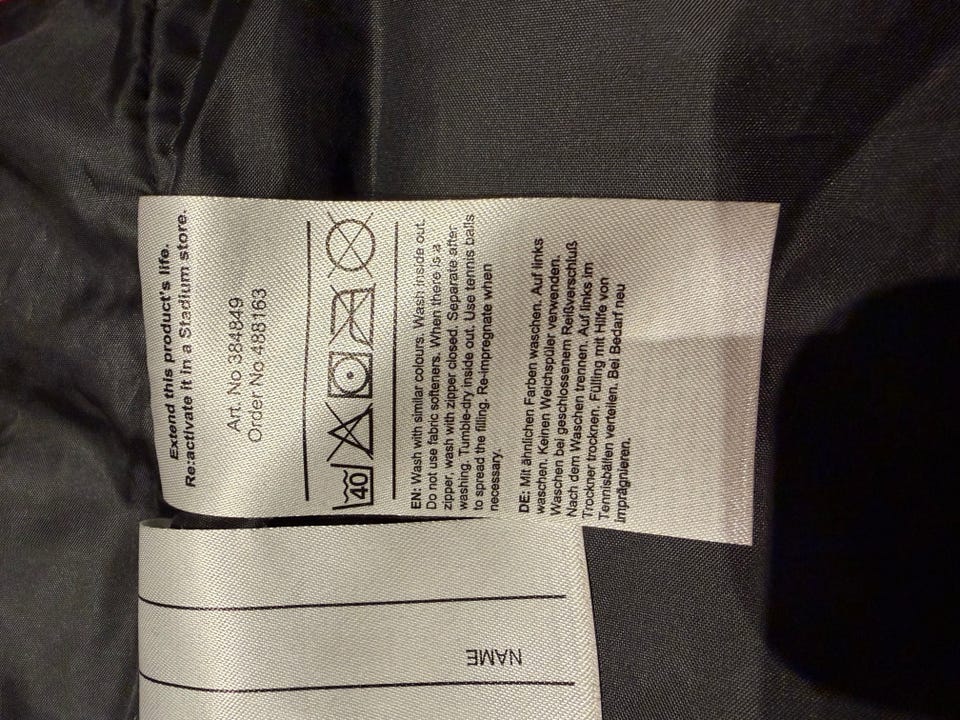 Extend this product's life.
Re:activate it in a Stadium store.
Art. No 384849
Order No 488163
40
EN: Wash with similar colours. Wash inside out.
Do not use fabric softeners. When there is a
zipper, wash with zipper closed. Separate after
washing. Tumble-dry inside out. Use tennis balls
to spread the filling. Re-impregnate when
necessary.
DE: Mit ähnlichen Farben waschen. Auf links
waschen. Keinen Weichspüler verwenden.
Waschen bei geschlossenem Reißverschluß
Nach dem Waschen trennen. Auf links im
Trockner trocknen. Fülling mit Hilfe von
Tennisbällen verteilen. Bei Bedarf neu
imprägnieren.
NAME